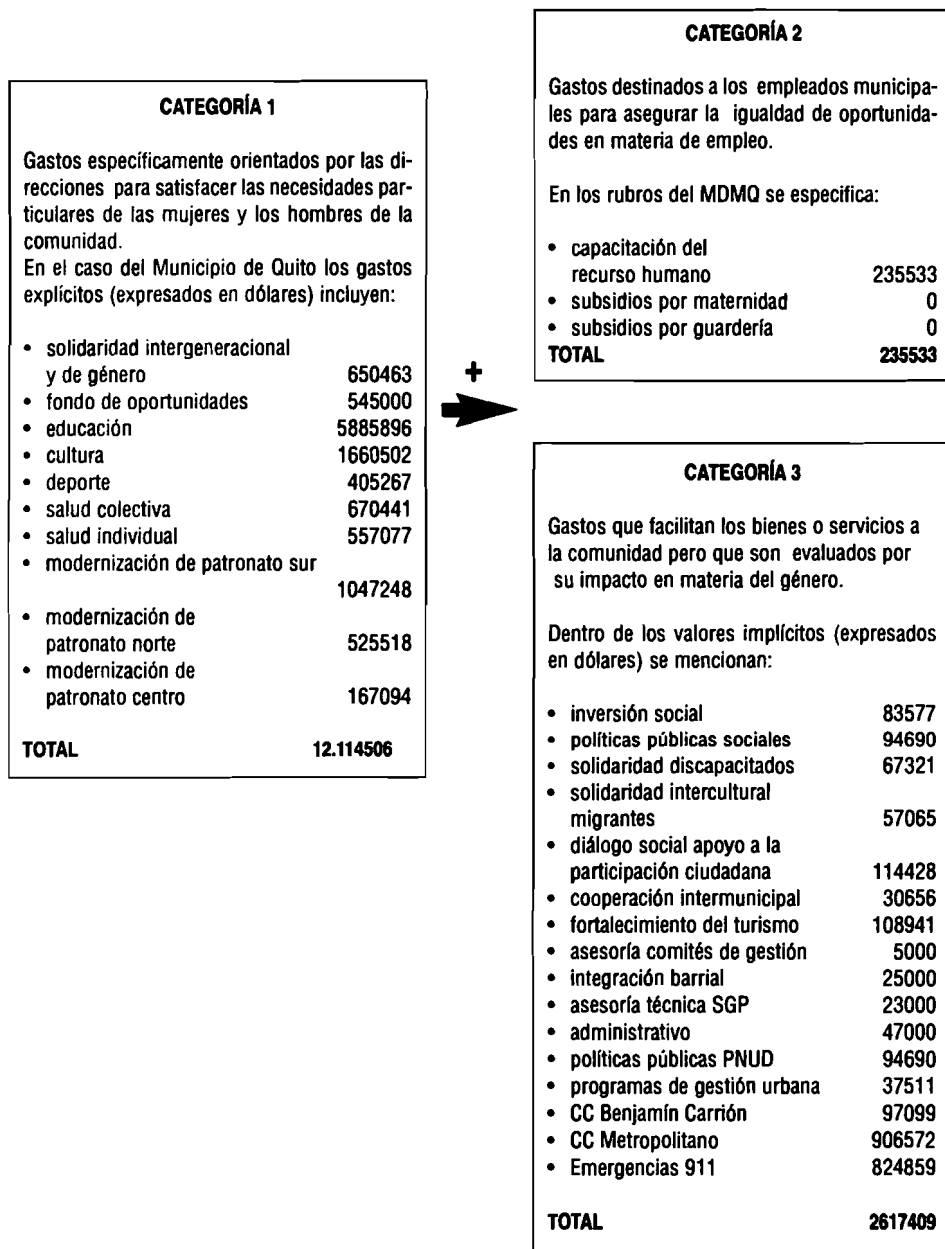 CATEGORÍA 1
Gastos específicamente orientados por las di-
recciones para satisfacer las necesidades par-
ticulares de las mujeres y los hombres de la
comunidad.
En el caso del Municipio de Quito los gastos
explícitos (expresados en dólares) incluyen:
• solidaridad intergeneracional
y de género 650463
• fondo de oportunidades 545000
• educación 5885896
• cultura 1660502
• deporte 405267
• salud colectiva 670441
• salud individual 557077
• modernización de patronato sur
1047248
• modernización de
patronato norte 525518
• modernización de
patronato centro 167094
TOTAL 12.114506
+
CATEGORÍA 2
Gastos destinados a los empleados municipa-
les para asegurar la igualdad de oportunida-
des en materia de empleo.
En los rubros del MDMQ se especifica:
• capacitación del
recurso humano 235533
• subsidios por maternidad 0
• subsidios por guardería 0
TOTAL 235533
CATEGORÍA 3
Gastos que facilitan los bienes o servicios a
la comunidad pero que son evaluados por
su impacto en materia del género.
Dentro de los valores implícitos (expresados
en dólares) se mencionan:
• inversión social 83577
• políticas públicas sociales 94690
• solidaridad discapacitados 67321
• solidaridad intercultural
migrantes 57065
• diálogo social apoyo a la
participación ciudadana 114428
• cooperación intermunicipal 30656
• fortalecimiento del turismo 108941
• asesoría comités de gestión 5000
• integración barrial 25000
• asesoría técnica SGP 23000
• administrativo 47000
• políticas públicas PNUD 94690
• programas de gestión urbana 37511
• CC Benjamín Carrión 97099
• CC Metropolitano 906572
• Emergencias 911 824859
TOTAL 2617409